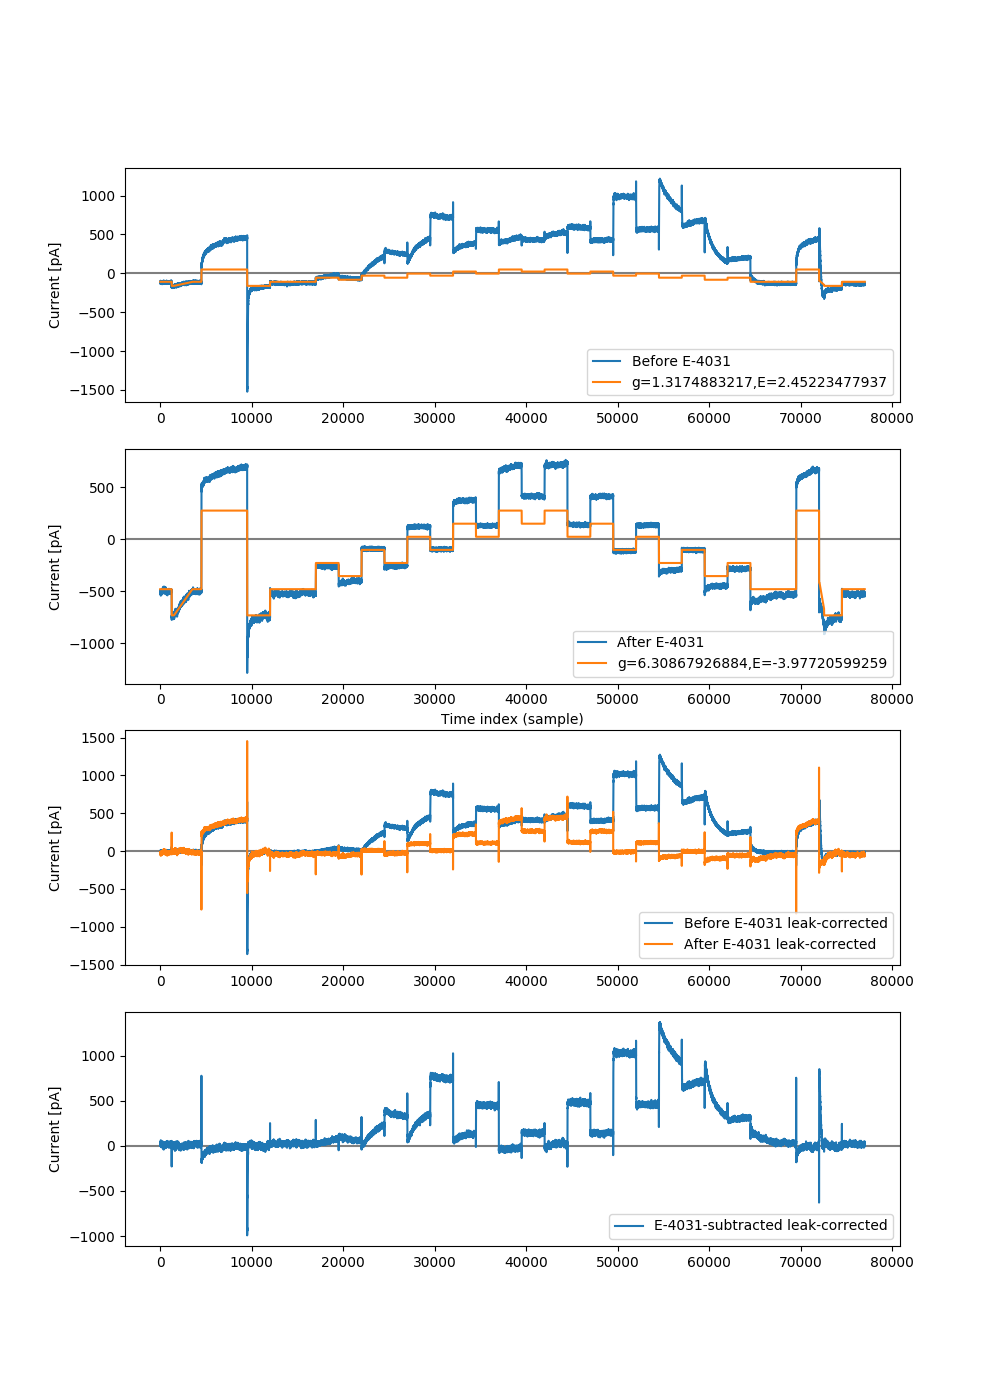 1000
500
0
−500
−1000
−1500
Current [pA]
Before E-4031
g=1.3174883217,E=2.45223477937
0 10000 20000 30000 40000 50000 60000 70000 80000
500
0
−500
−1000
Current [pA]
After E-4031
g=6.30867926884,E=-3.97720599259
0 10000 20000 30000 40000 50000 60000 70000 80000
Time index (sample)
1500
1000
500
0
−500
−1000
−1500
Current [pA]
Before E-4031 leak-corrected
After E-4031 leak-corrected
0 10000 20000 30000 40000 50000 60000 70000 80000
1000
500
0
−500
−1000
Current [pA]
E-4031-subtracted leak-corrected
0 10000 20000 30000 40000 50000 60000 70000 80000